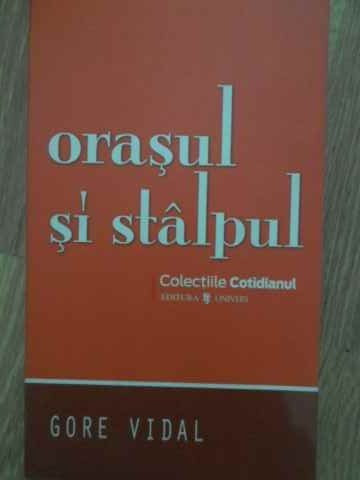 orașul
și stâlpul
Colecțiile Cotidianul
EDITURA UNIVERS
GORE VIDAL